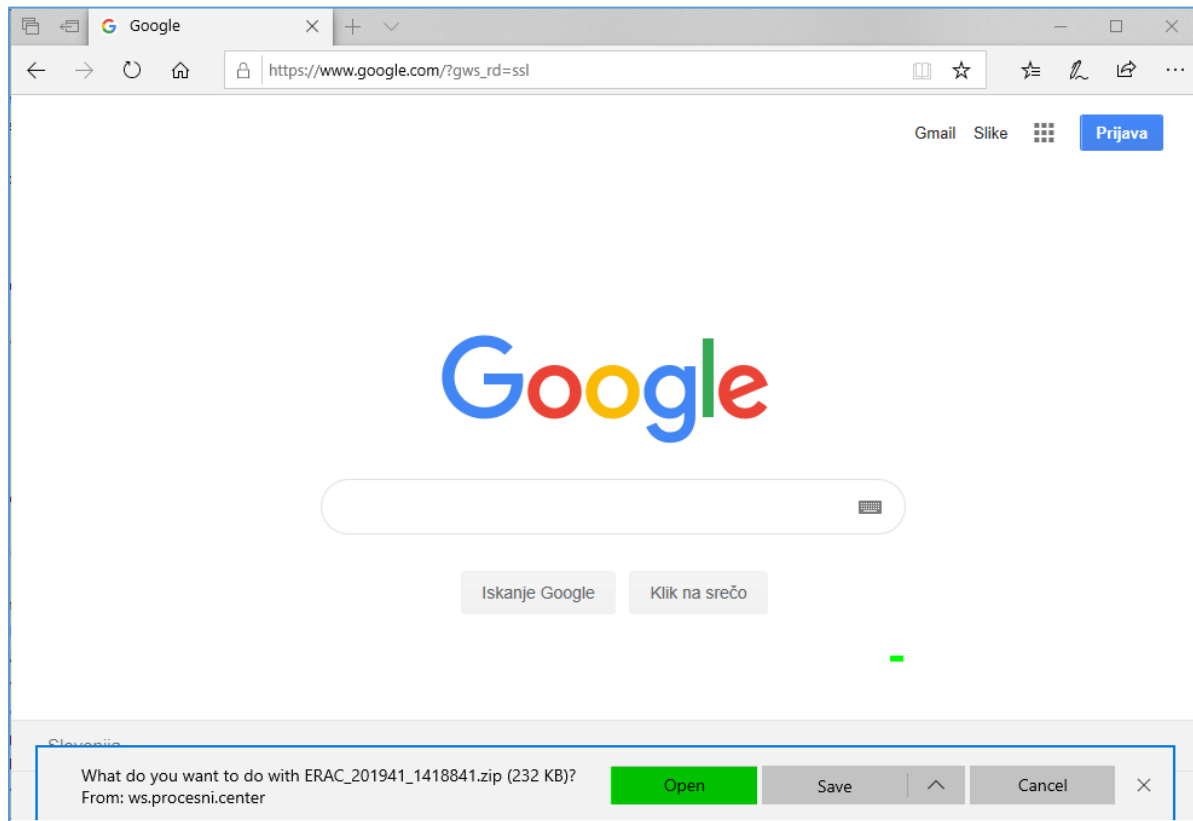 Google
https://www.google.com/?gws_rd=ssl
Gmail Slike Prijava
Google
Iskanje Google Klik na srečo
Slovenija
What do you want to do with ERAC_201941_1418841.zip (232 KB)?
From: ws.procesni.center
Open Save Cancel